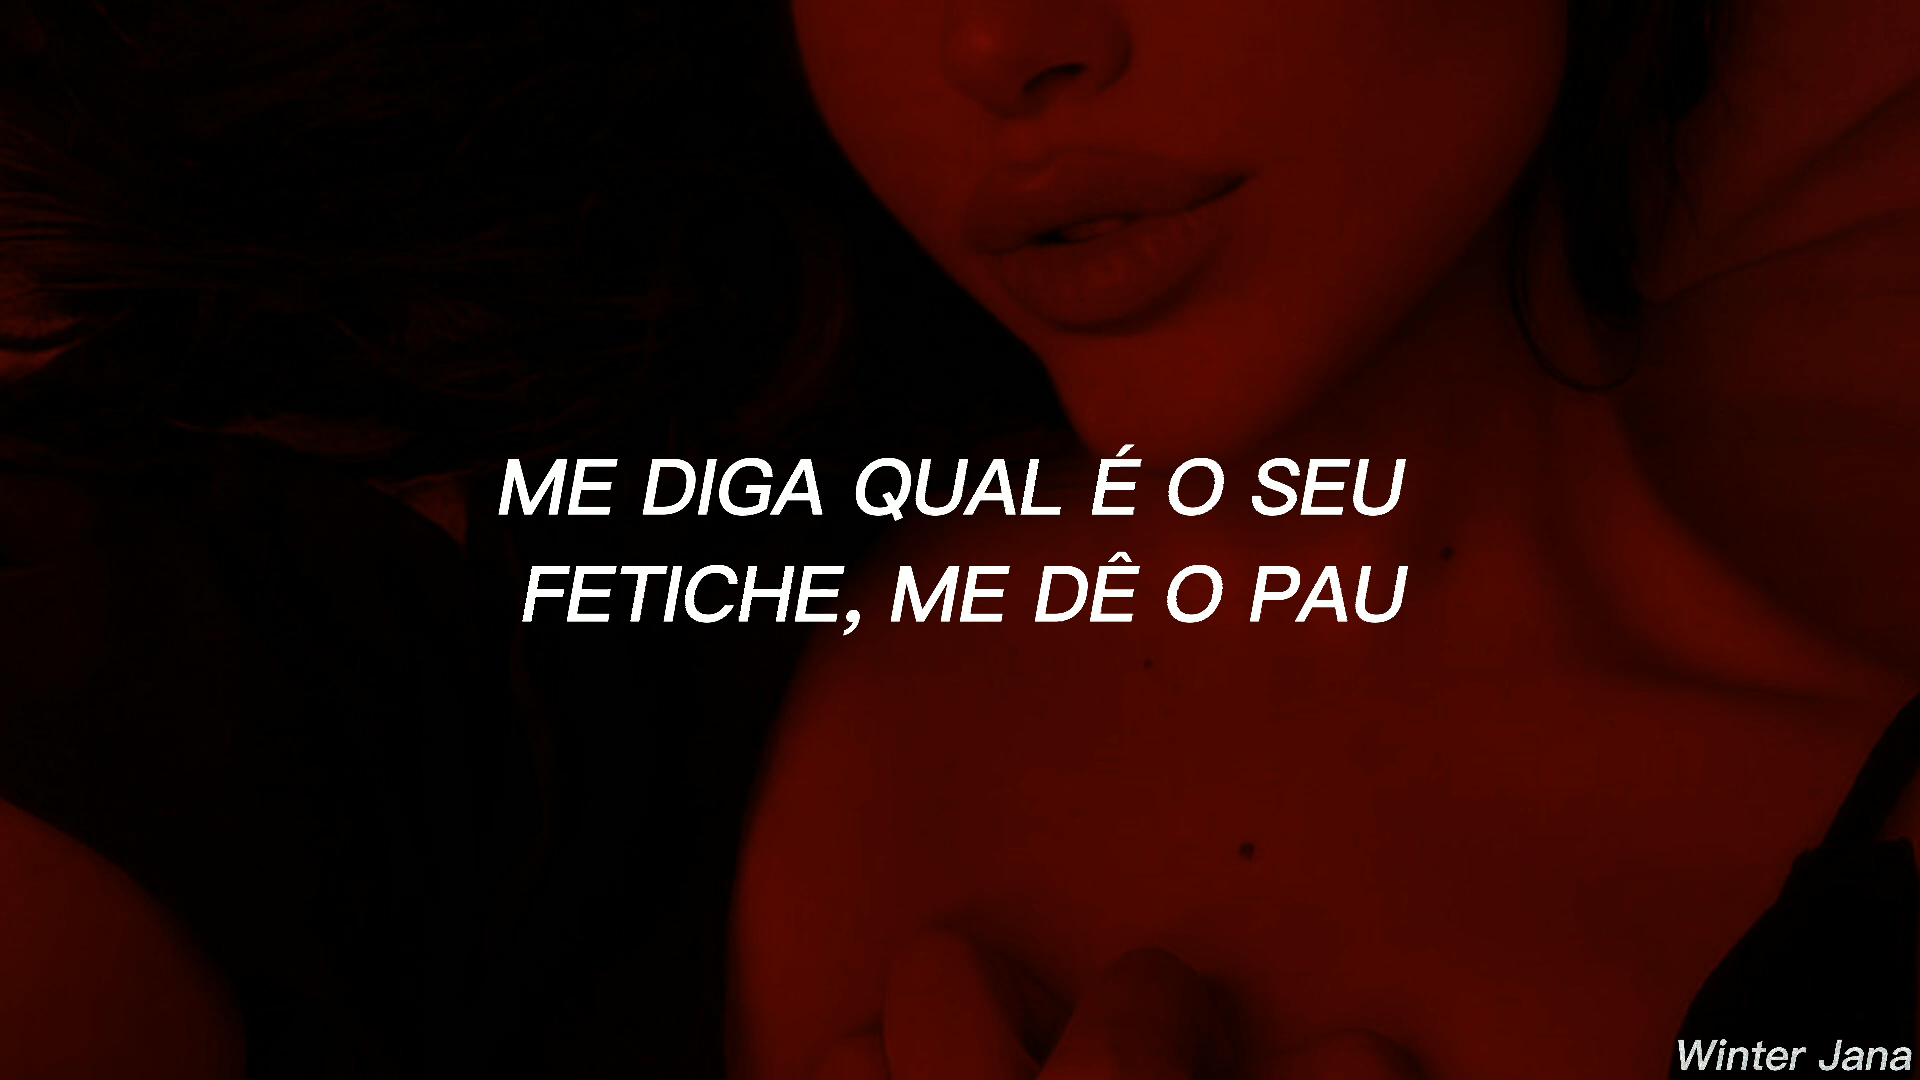 ME DIGA QUAL É O SEU
FETICHE, ME DÊ O PAU
Winter Jana